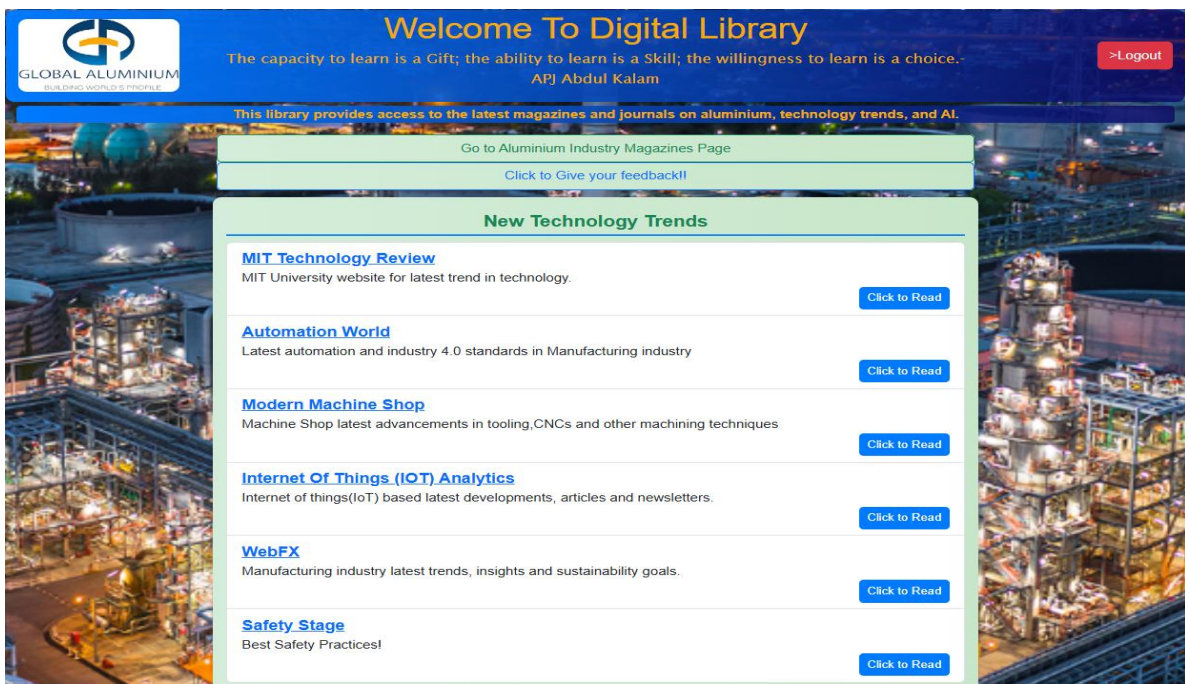 GLOBAL ALUMINIUM
BUILDING WORLD'S PROFILE
Welcome To Digital Library
The capacity to learn is a Gift; the ability to learn is a Skill; the willingness to learn is a choice.-
APJ Abdul Kalam
>Logout
This library provides access to the latest magazines and journals on aluminium, technology trends, and AI.
Go to Aluminium Industry Magazines Page
Click to Give your feedback!!
New Technology Trends
MIT Technology Review
MIT University website for latest trend in technology.
Click to Read
Automation World
Latest automation and industry 4.0 standards in Manufacturing industry
Click to Read
Modern Machine Shop
Machine Shop latest advancements in tooling,CNCs and other machining techniques
Click to Read
Internet Of Things (IOT) Analytics
Internet of things(IoT) based latest developments, articles and newsletters.
Click to Read
WebFX
Manufacturing industry latest trends, insights and sustainability goals.
Click to Read
Safety Stage
Best Safety Practices!
Click to Read